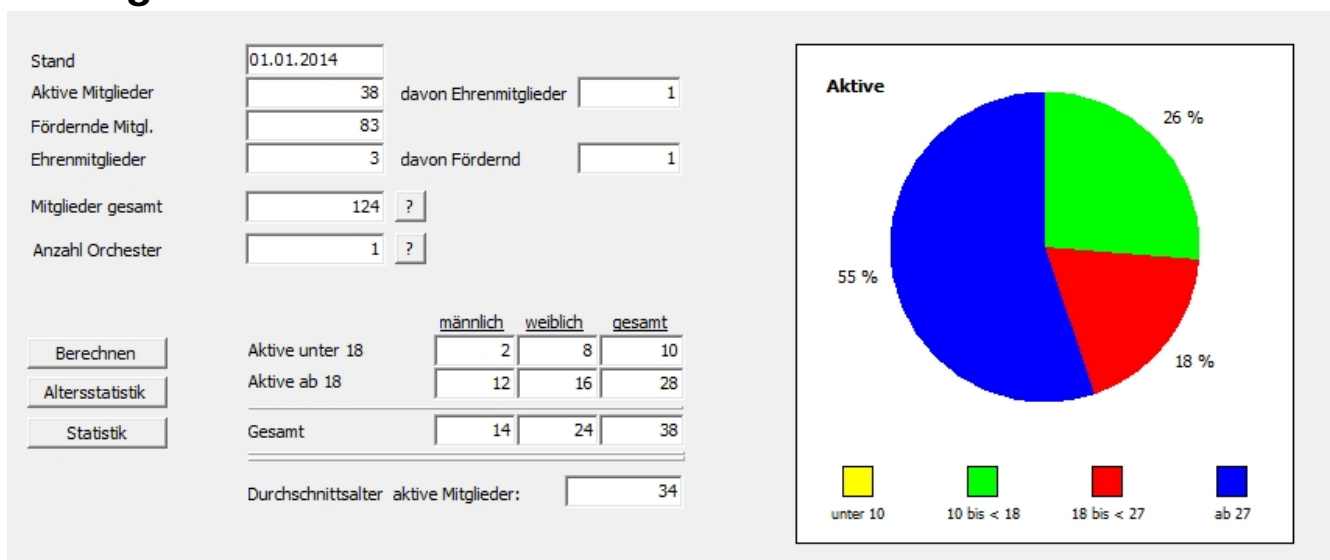 Stand 01.01.2014
Aktive Mitglieder 38 davon Ehrenmitglieder 1
Fördernde Mitgl. 83
Ehrenmitglieder 3 davon Fördernd 1
Mitglieder gesamt 124 ?
Anzahl Orchester 1 ?
männlich weiblich gesamt
Berechnen
Altersstatistik
Statistik
Aktive unter 18 2 8 10
Aktive ab 18 12 16 28
Gesamt 14 24 38
Durchschnittsalter aktive Mitglieder: 34
Aktive
26 %
55 %
18 %
unter 10 10 bis < 18 18 bis < 27 ab 27